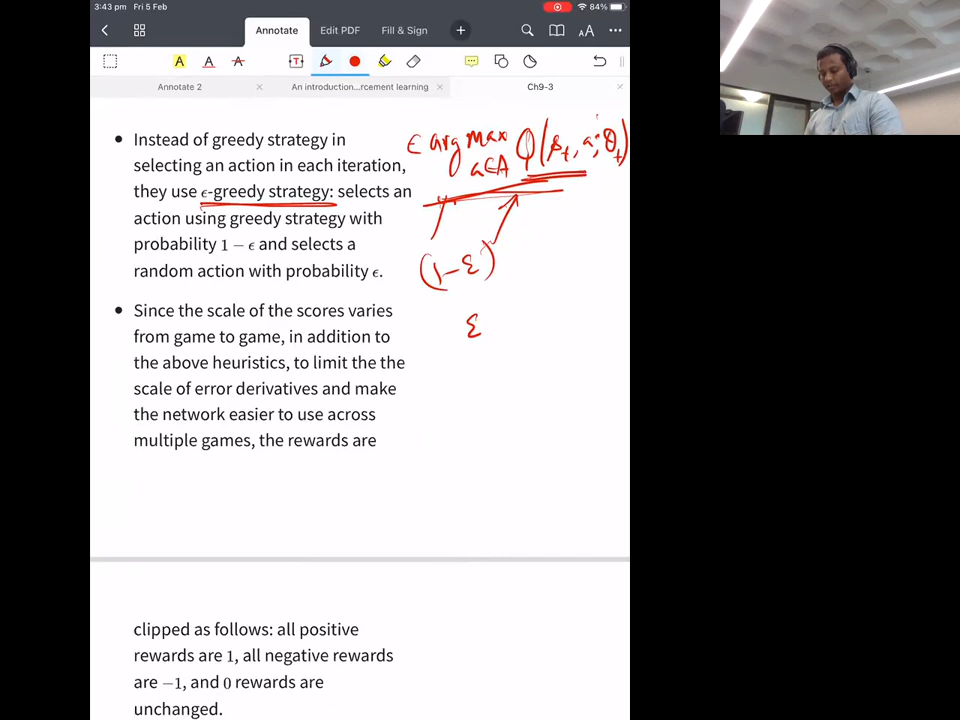 3:43 pm Fri 5 Feb
84%
Annotate
Edit PDF
Fill & Sign
AA
A T A A T
Annotate 2
An introduction...rcement learning
Ch9-3
• Instead of greedy strategy in
selecting an action in each iteration,
they use ϵ-greedy strategy: selects an
action using greedy strategy with
probability 1 − ϵ and selects a
random action with probability ϵ.
∈ arg max Q(s_t, a; θ_t)
a∈A
(1-ε)
ε
• Since the scale of the scores varies
from game to game, in addition to
the above heuristics, to limit the the
scale of error derivatives and make
the network easier to use across
multiple games, the rewards are
clipped as follows: all positive
rewards are 1, all negative rewards
are −1, and 0 rewards are
unchanged.